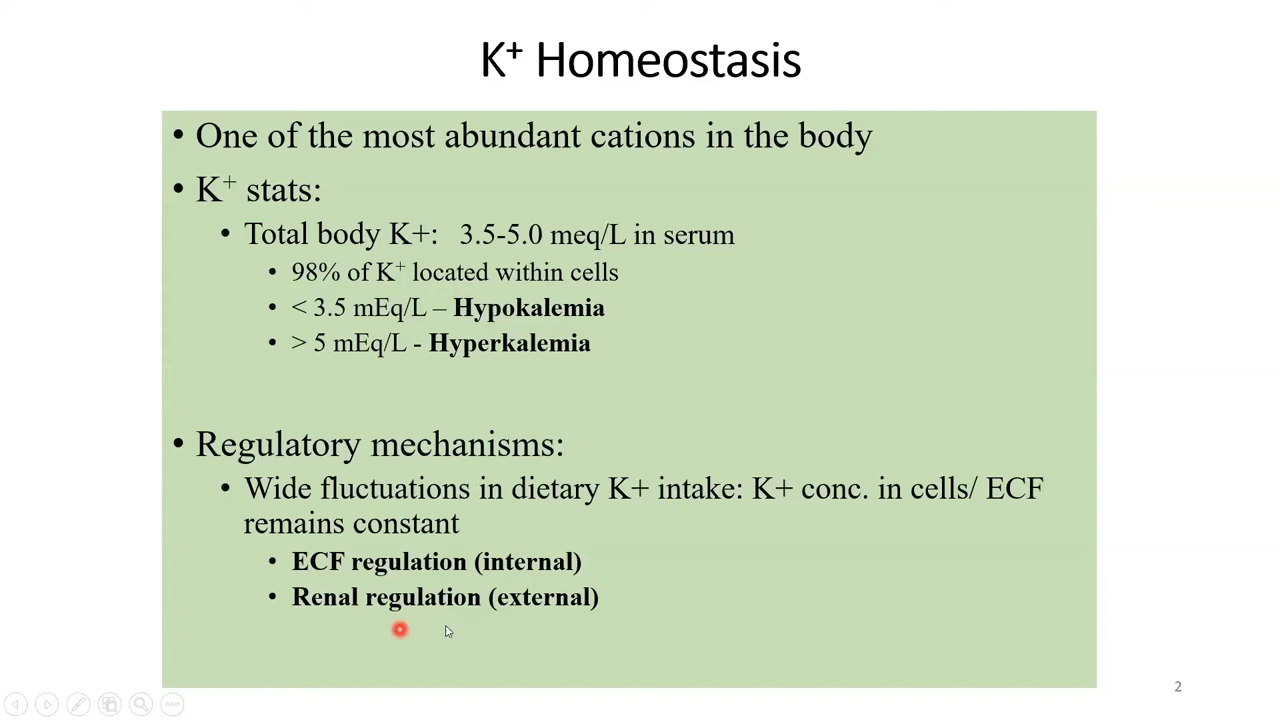 K⁺ Homeostasis
• One of the most abundant cations in the body
• K⁺ stats:
• Total body K+: 3.5-5.0 meq/L in serum
• 98% of K⁺ located within cells
• < 3.5 mEq/L – Hypokalemia
• > 5 mEq/L - Hyperkalemia
• Regulatory mechanisms:
• Wide fluctuations in dietary K+ intake: K+ conc. in cells/ ECF
remains constant
• ECF regulation (internal)
• Renal regulation (external)
2